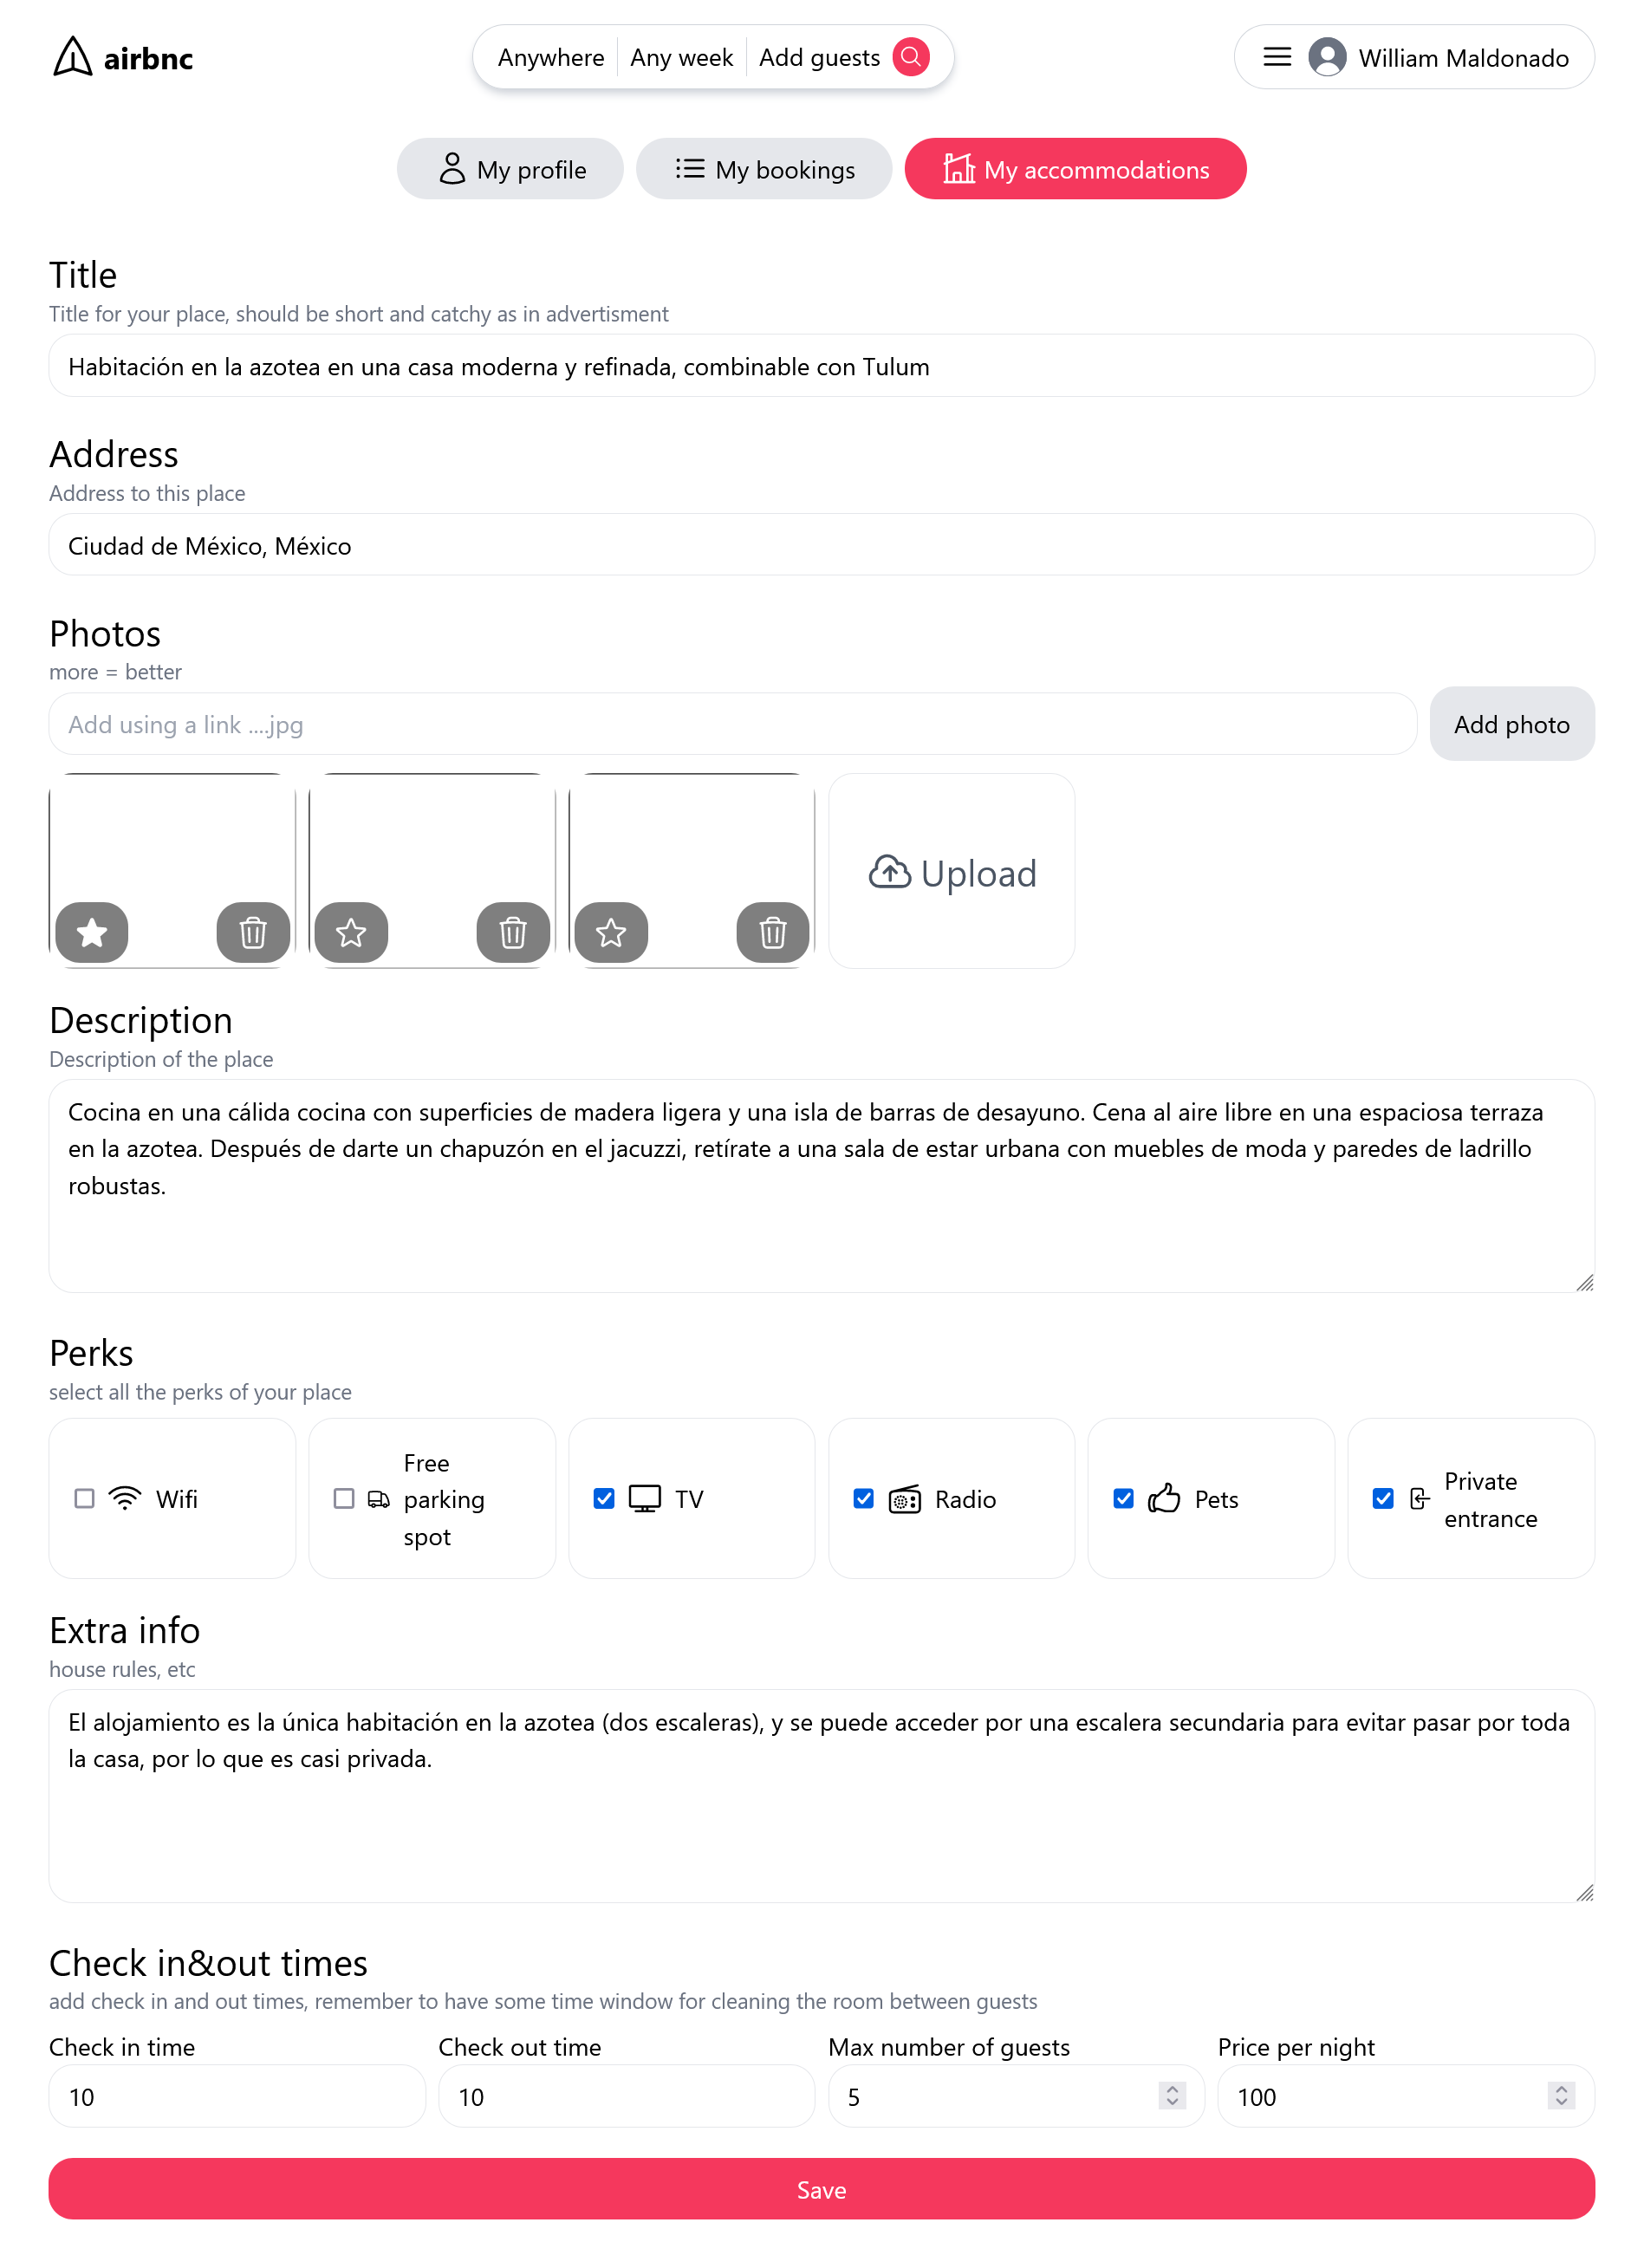 airbnc
Anywhere Any week Add guests
William Maldonado
My profile My bookings My accommodations
Title
Title for your place, should be short and catchy as in advertisment
Habitación en la azotea en una casa moderna y refinada, combinable con Tulum
Address
Address to this place
Ciudad de México, México
Photos
more = better
Add using a link ....jpg
Add photo
Upload
Description
Description of the place
Cocina en una cálida cocina con superficies de madera ligera y una isla de barras de desayuno. Cena al aire libre en una espaciosa terraza
en la azotea. Después de darte un chapuzón en el jacuzzi, retírate a una sala de estar urbana con muebles de moda y paredes de ladrillo
robustas.
Perks
select all the perks of your place
Wifi
Free
parking
spot
TV
Radio
Pets
Private
entrance
Extra info
house rules, etc
El alojamiento es la única habitación en la azotea (dos escaleras), y se puede acceder por una escalera secundaria para evitar pasar por toda
la casa, por lo que es casi privada.
Check in&out times
add check in and out times, remember to have some time window for cleaning the room between guests
Check in time Check out time Max number of guests Price per night
10 10 5 100
Save